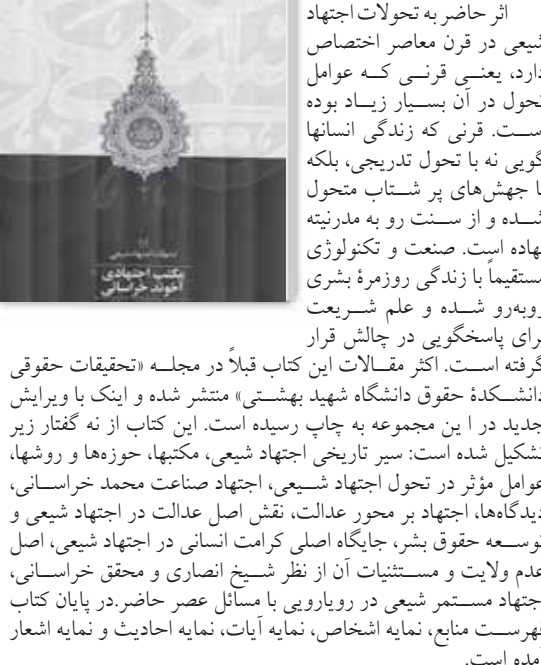 اثر حاضر به تحولات اجتهاد
شیعی در قرن معاصر اختصاص
دارد، یعنی قرنی که عوامل
تحول در آن بسیار زیاد بوده
است. قرنی که زندگی انسانها
گویی نه با تحول تدریجی، بلکه
با جهش‌های پر شتاب متحول
شده و از سنت رو به مدرنیته
نهاده است. صنعت و تکنولوژی
مستقیماً با زندگی روزمرهٔ بشری
روبه‌رو شده و علم شریعت
برای پاسخگویی در چالش قرار
گرفته است. اکثر مقالات این کتاب قبلاً در مجله «تحقیقات حقوقی
دانشکدهٔ حقوق دانشگاه شهید بهشتی» منتشر شده و اینک با ویرایش
جدید در ا ین مجموعه به چاپ رسیده است. این کتاب از نه گفتار زیر
تشکیل شده است: سیر تاریخی اجتهاد شیعی، مکتبها، حوزه‌ها و روشها،
عوامل مؤثر در تحول اجتهاد شیعی، اجتهاد صناعت محمد خراسانی،
دیدگاه‌ها، اجتهاد بر محور عدالت، نقش اصل عدالت در اجتهاد شیعی و
توسعه حقوق بشر، جایگاه اصلی کرامت انسانی در اجتهاد شیعی، اصل
عدم ولایت و مستثنیات آن از نظر شیخ انصاری و محقق خراسانی،
اجتهاد مستمر شیعی در رویارویی با مسائل عصر حاضر.در پایان کتاب
فهرست منابع، نمایه اشخاص، نمایه آیات، نمایه احادیث و نمایه اشعار
آمده است.
مکتب اجتهادی
آخوند خراسانی